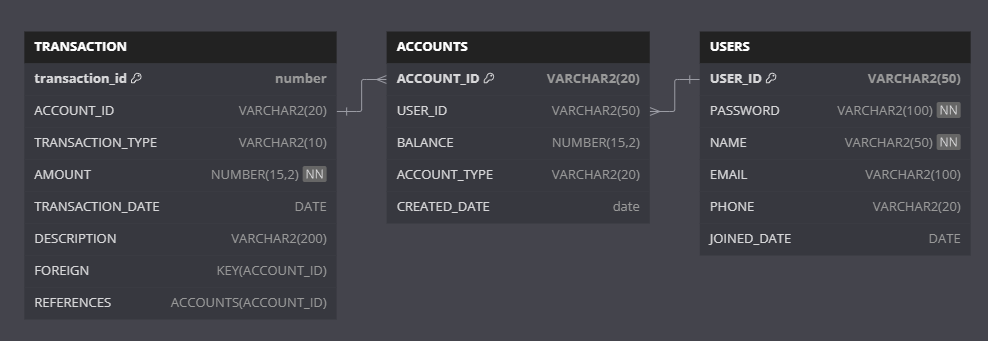 TRANSACTION
transaction_id number
ACCOUNT_ID VARCHAR2(20)
TRANSACTION_TYPE VARCHAR2(10)
AMOUNT NUMBER(15,2) NN
TRANSACTION_DATE DATE
DESCRIPTION VARCHAR2(200)
FOREIGN KEY(ACCOUNT_ID)
REFERENCES ACCOUNTS(ACCOUNT_ID)
ACCOUNTS
ACCOUNT_ID VARCHAR2(20)
USER_ID VARCHAR2(50)
BALANCE NUMBER(15,2)
ACCOUNT_TYPE VARCHAR2(20)
CREATED_DATE date
USERS
USER_ID VARCHAR2(50)
PASSWORD VARCHAR2(100) NN
NAME VARCHAR2(50) NN
EMAIL VARCHAR2(100)
PHONE VARCHAR2(20)
JOINED_DATE DATE